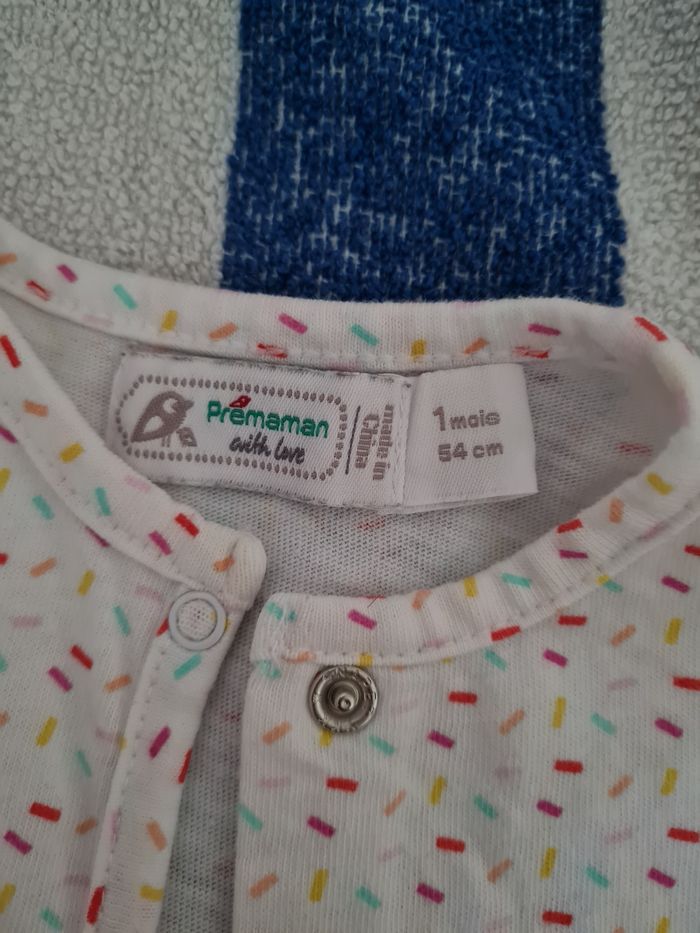 Prémaman
with love
made in
China
1 mois
54 cm